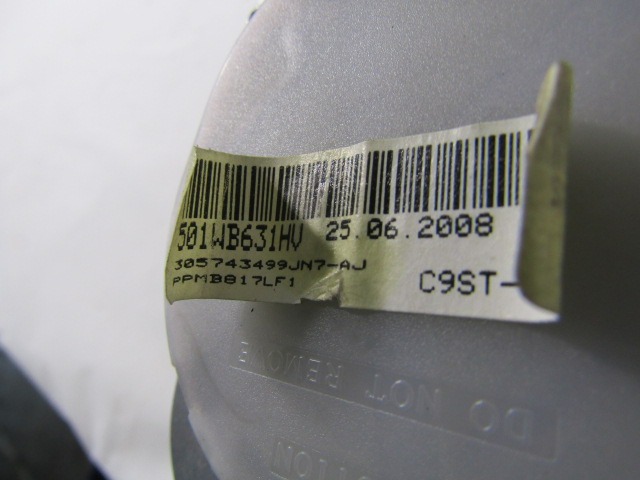 501WB631HV 25.06.2008
305743499JN7-AJ
PPMB817LF1 C9ST-
DO NOT REMOVE